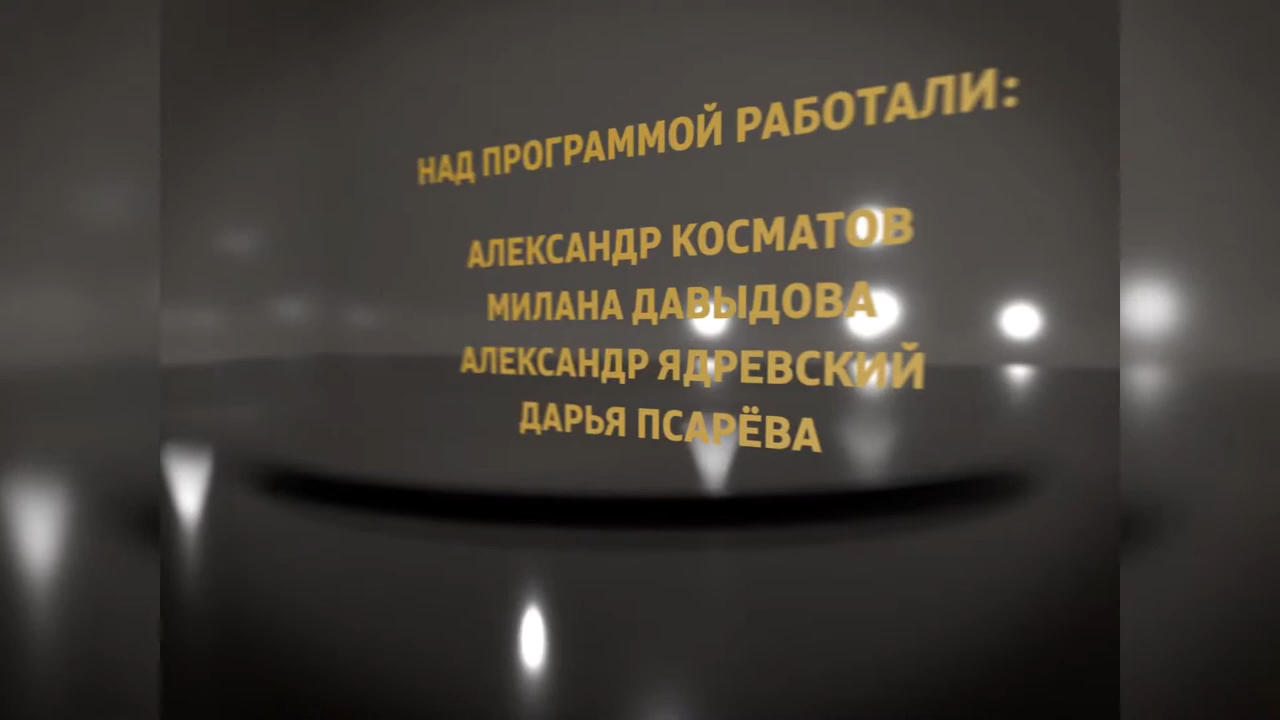 НАД ПРОГРАММОЙ РАБОТАЛИ:
АЛЕКСАНДР КОСМАТОВ
МИЛАНА ДАВЫДОВА
АЛЕКСАНДР ЯДРЕВСКИЙ
ДАРЬЯ ПСАРЁВА